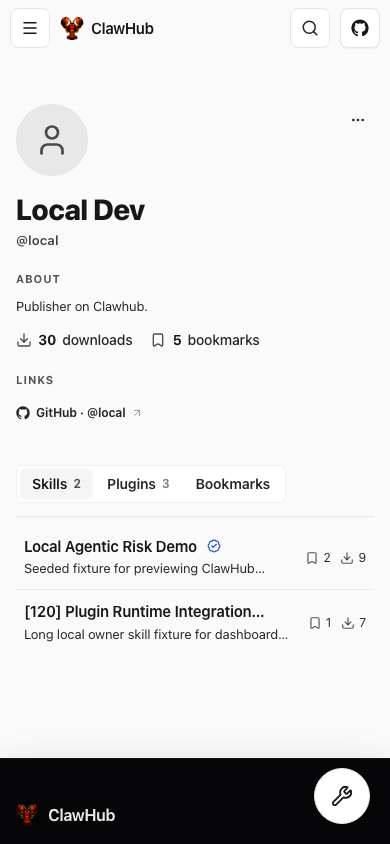 ClawHub
Local Dev
@local
ABOUT
Publisher on Clawhub.
30 downloads 5 bookmarks
LINKS
GitHub · @local
Skills 2 Plugins 3 Bookmarks
Local Agentic Risk Demo 2 9
Seeded fixture for previewing ClawHub...
[120] Plugin Runtime Integration... 1 7
Long local owner skill fixture for dashboard...
ClawHub